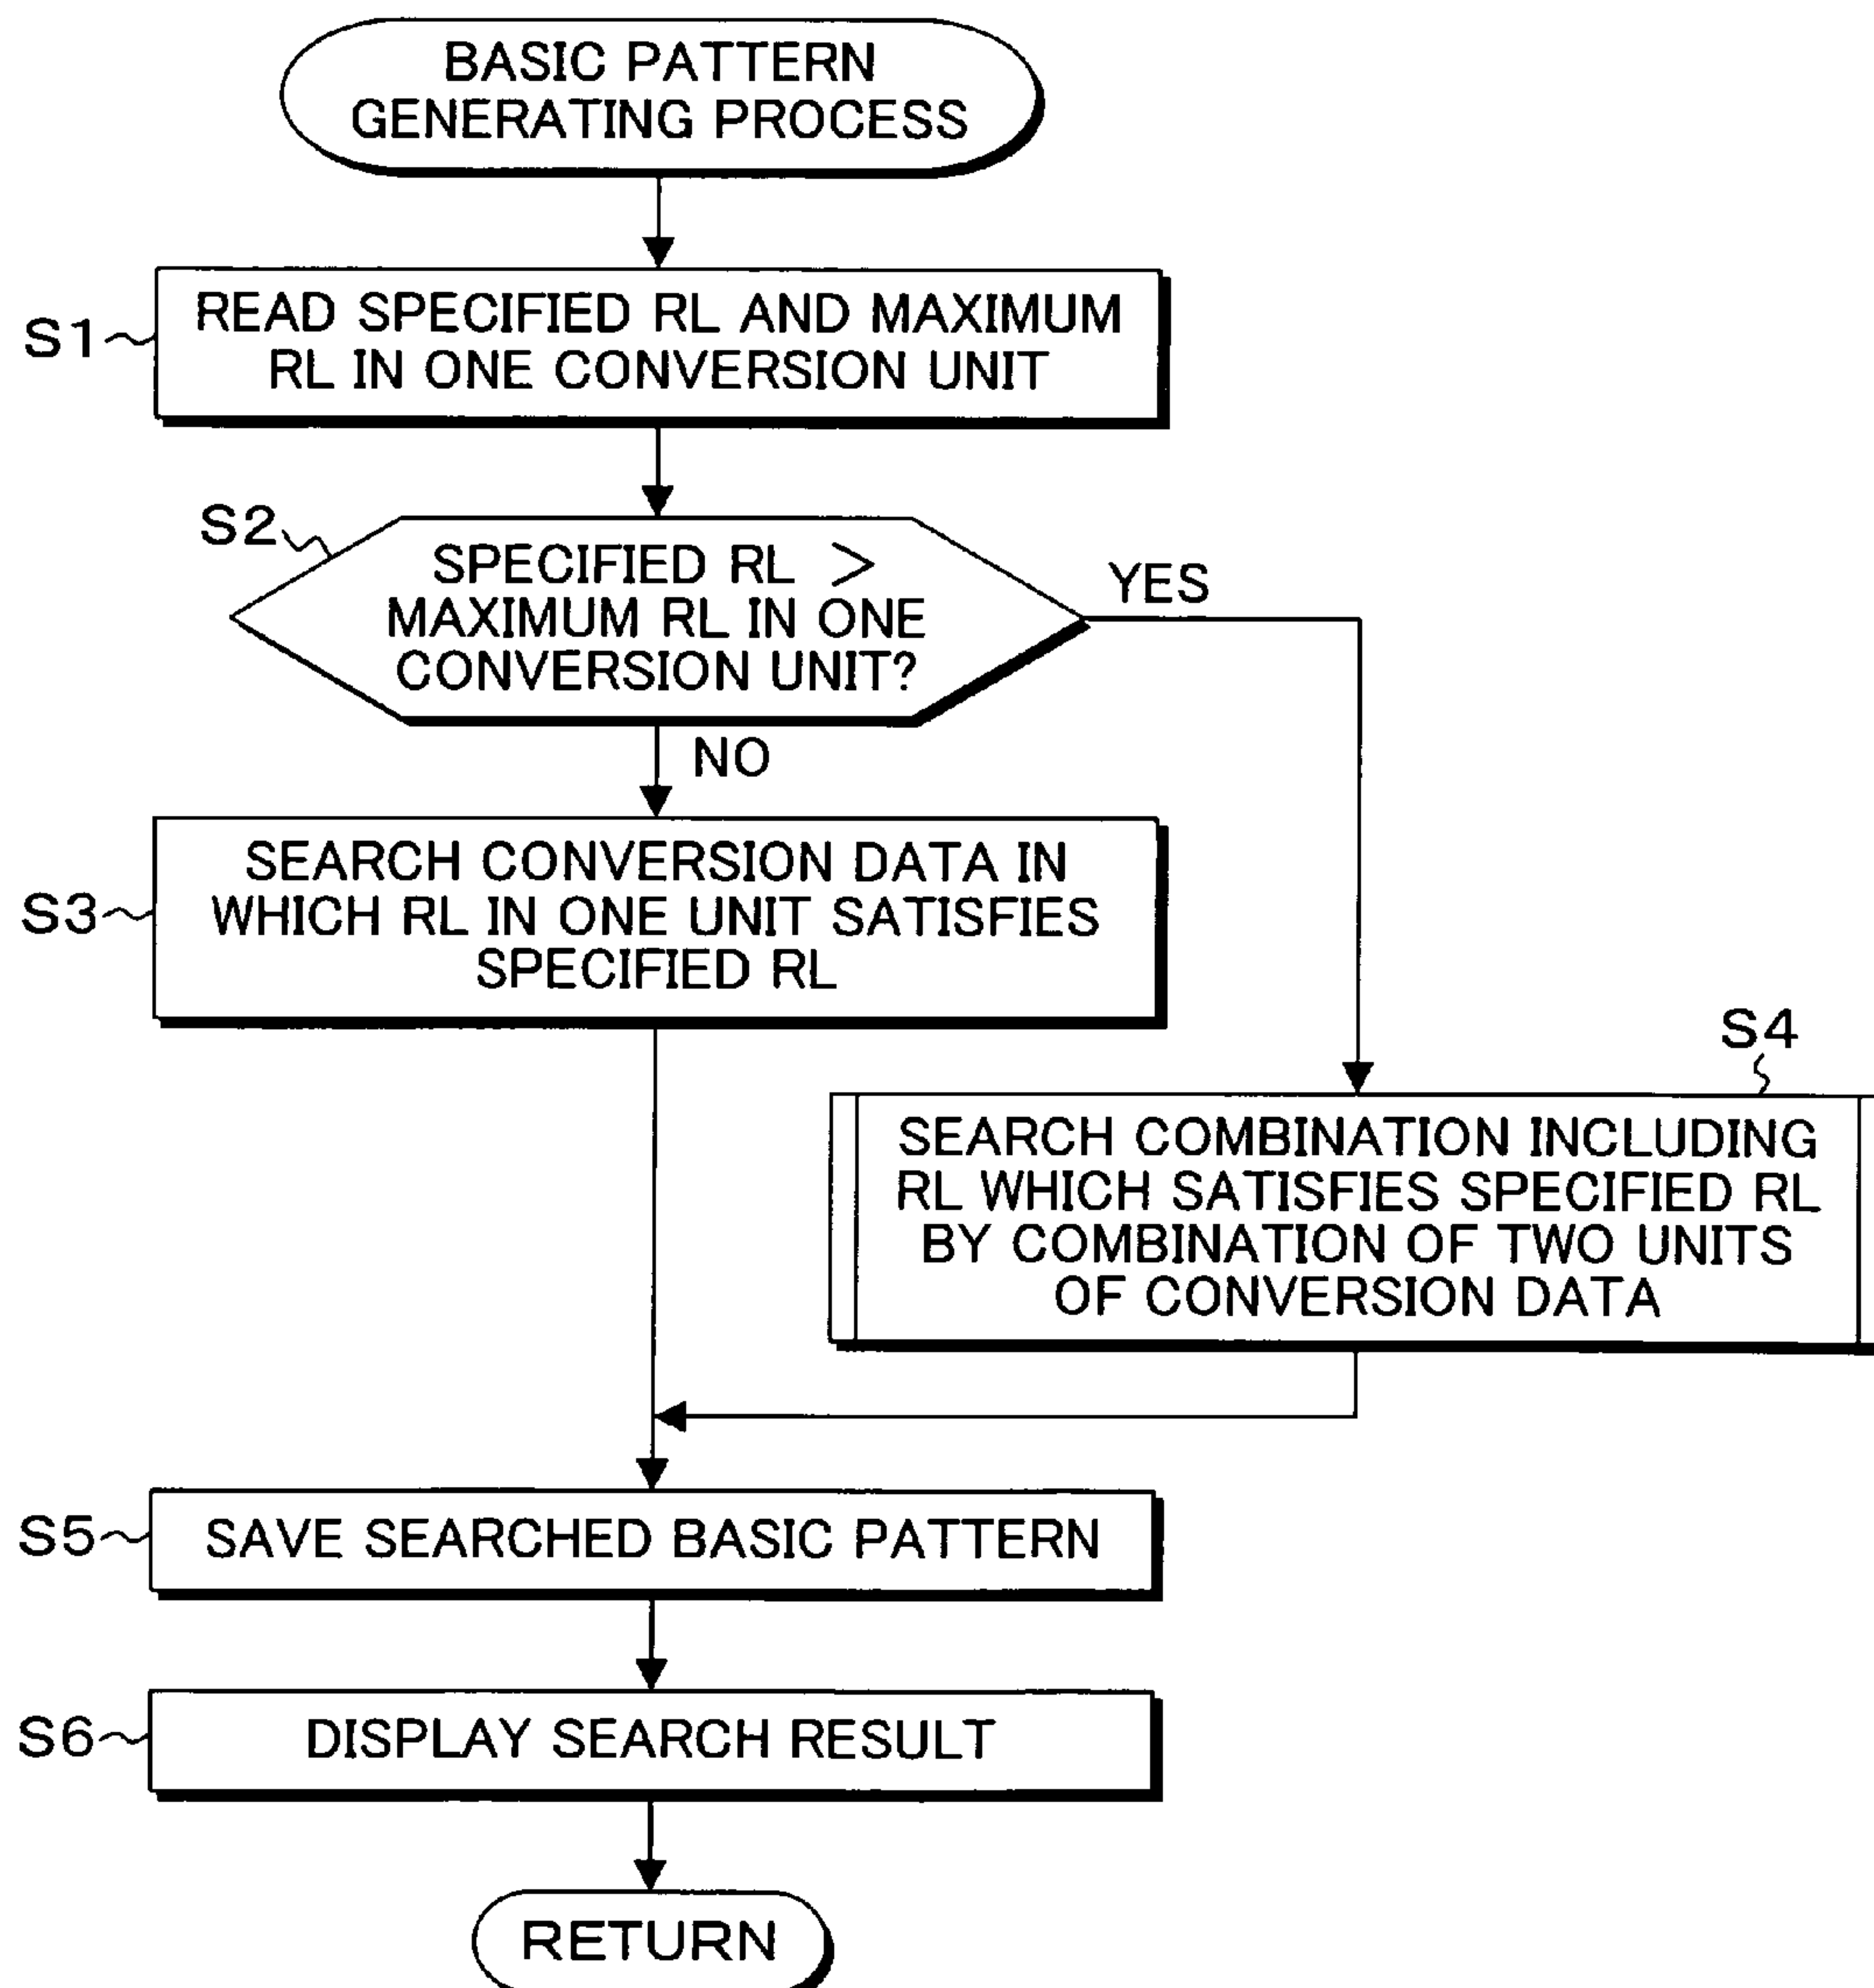 BASIC PATTERN
GENERATING PROCESS
S1
READ SPECIFIED RL AND MAXIMUM
RL IN ONE CONVERSION UNIT
S2
SPECIFIED RL >
MAXIMUM RL IN ONE
CONVERSION UNIT?
YES
NO
S3
SEARCH CONVERSION DATA IN
WHICH RL IN ONE UNIT SATISFIES
SPECIFIED RL
S4
SEARCH COMBINATION INCLUDING
RL WHICH SATISFIES SPECIFIED RL
BY COMBINATION OF TWO UNITS
OF CONVERSION DATA
S5
SAVE SEARCHED BASIC PATTERN
S6
DISPLAY SEARCH RESULT
RETURN